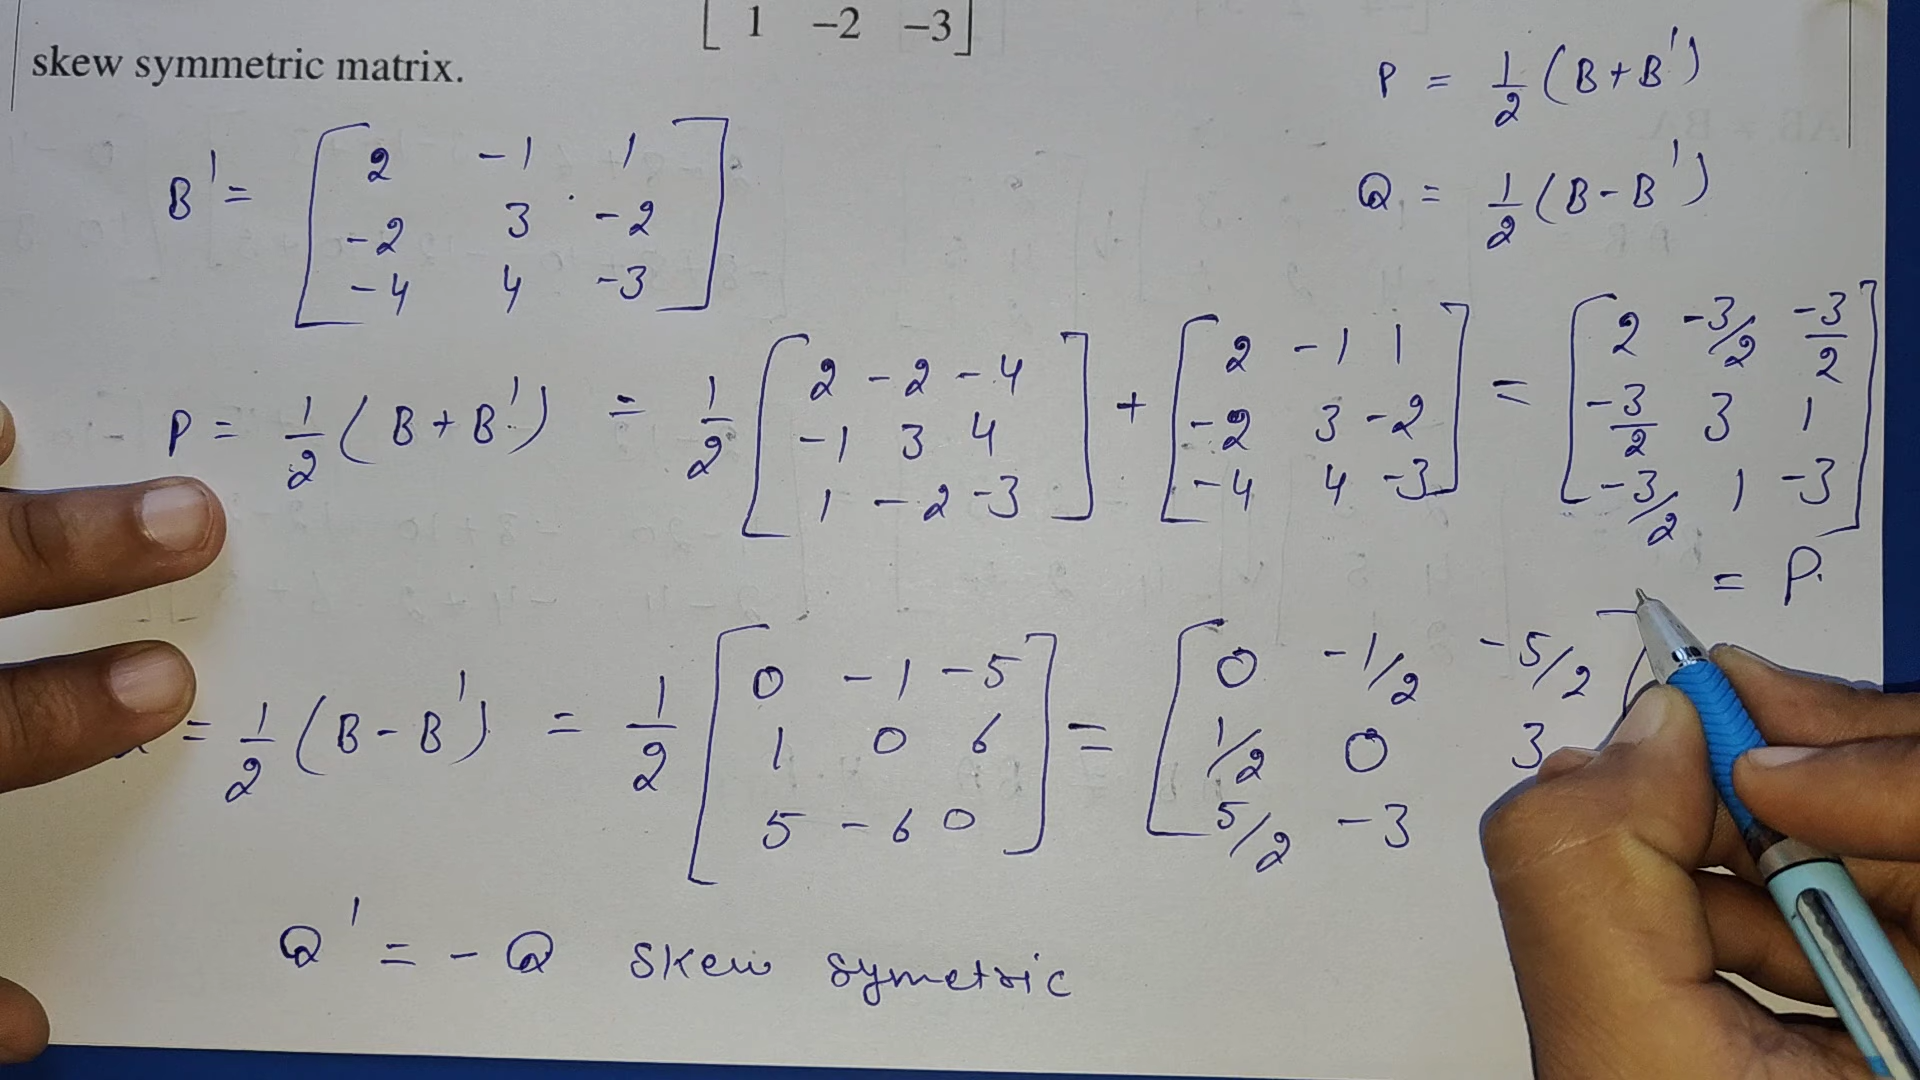 [ 1 −2 −3 ]
skew symmetric matrix.
P = 1/2 (B+B')
Q = 1/2 (B-B')
B' = [ 2 -1 1
-2 3 -2
-4 4 -3 ]
P = 1/2 (B+B') = 1/2 [ 2 -2 -4
-1 3 4
1 -2 -3 ] + [ 2 -1 1
-2 3 -2
-4 4 -3 ] = [ 2 -3/2 -3/2
-3/2 3 1
-3/2 1 -3 ]
= P.
= 1/2 (B-B') = 1/2 [ 0 -1 -5
1 0 6
5 -6 0 ] = [ 0 -1/2 -5/2
1/2 0 3
5/2 -3
Q' = -Q skew symetric